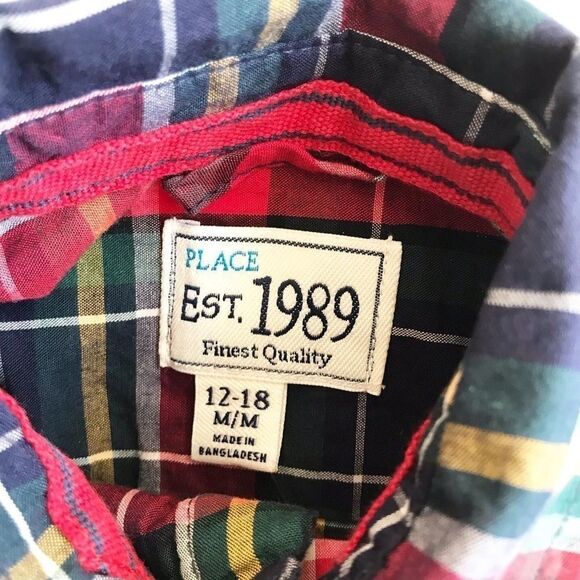 PLACE
EST. 1989
Finest Quality
12-18
M/M
MADE IN
BANGLADESH